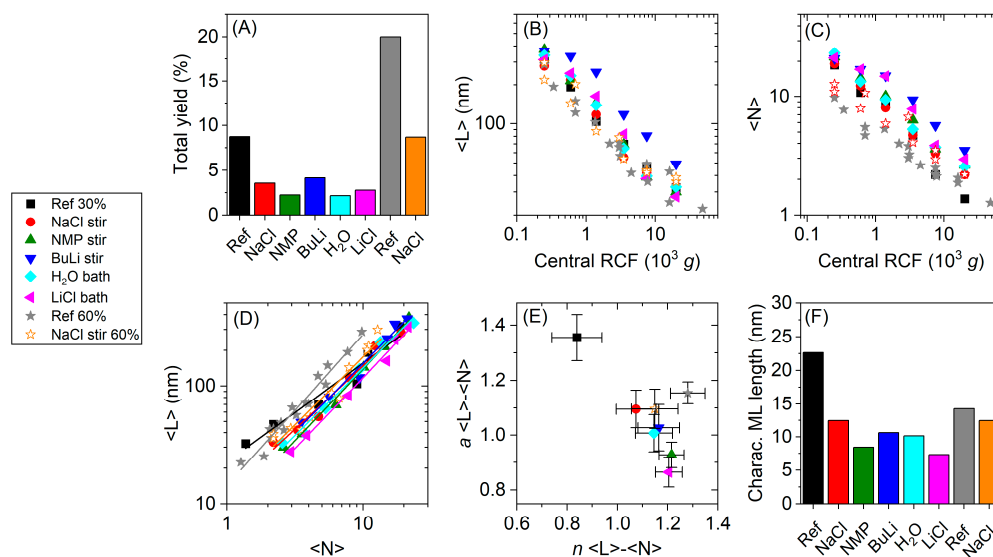 (A)
Total yield (%)
20
15
10
5
0
Ref
NaCl
NMP
BuLi
H₂O
LiCl
Ref
NaCl
(B)
<L> (nm)
100
0.1
1
10
100
Central RCF (10³ g)
(C)
<N>
10
1
0.1
1
10
100
Central RCF (10³ g)
Ref 30%
NaCl stir
NMP stir
BuLi stir
H₂O bath
LiCl bath
Ref 60%
NaCl stir 60%
(D)
<L> (nm)
100
10
1
10
<N>
(E)
a <L>-<N>
1.4
1.2
1.0
0.8
0.6
0.8
1.0
1.2
1.4
n <L>-<N>
(F)
Charac. ML length (nm)
30
25
20
15
10
5
0
Ref
NaCl
NMP
BuLi
H₂O
LiCl
Ref
NaCl